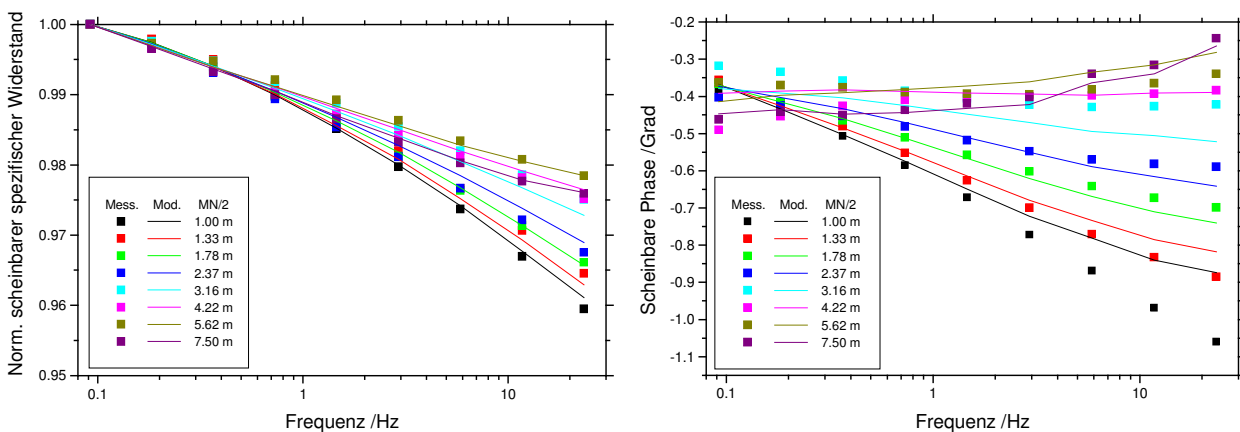 Norm. scheinbarer spezifischer Widerstand
1.00
0.99
0.98
0.97
0.96
0.95
0.1
1
10
Frequenz /Hz
Mess. Mod. MN/2
1.00 m
1.33 m
1.78 m
2.37 m
3.16 m
4.22 m
5.62 m
7.50 m
Scheinbare Phase /Grad
-0.2
-0.3
-0.4
-0.5
-0.6
-0.7
-0.8
-0.9
-1.0
-1.1
0.1
1
10
Frequenz /Hz
Mess. Mod. MN/2
1.00 m
1.33 m
1.78 m
2.37 m
3.16 m
4.22 m
5.62 m
7.50 m